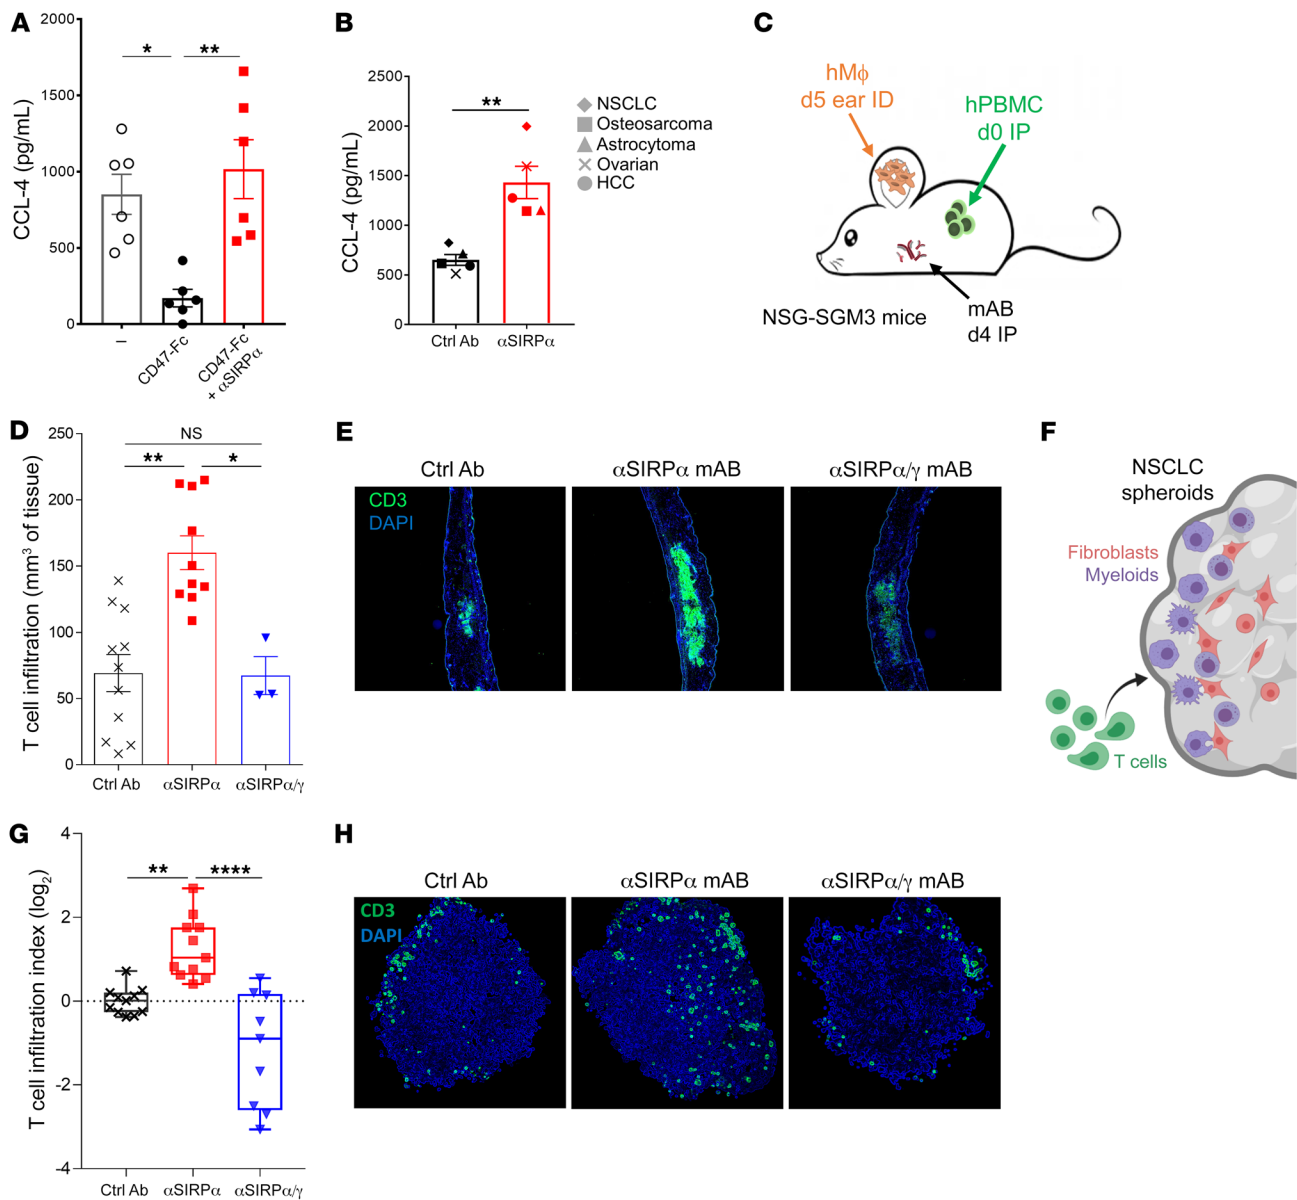 A
2000
1500
1000
500
0
CCL-4 (pg/mL)
*
**
–
CD47-Fc
CD47-Fc
+ αSIRPα
B
2500
2000
1500
1000
500
0
CCL-4 (pg/mL)
**
Ctrl Ab
αSIRPα
NSCLC
Osteosarcoma
Astrocytoma
Ovarian
HCC
C
hMϕ
d5 ear ID
hPBMC
d0 IP
NSG-SGM3 mice
mAB
d4 IP
D
250
200
150
100
50
0
T cell infiltration (mm³ of tissue)
NS
**
*
Ctrl Ab
αSIRPα
αSIRPα/γ
E
Ctrl Ab
αSIRPα mAB
αSIRPα/γ mAB
CD3
DAPI
F
NSCLC
spheroids
Fibroblasts
Myeloids
T cells
G
4
2
0
-2
-4
T cell infiltration index (log₂)
**
****
Ctrl Ab
αSIRPα
αSIRPα/γ
H
Ctrl Ab
αSIRPα mAB
αSIRPα/γ mAB
CD3
DAPI